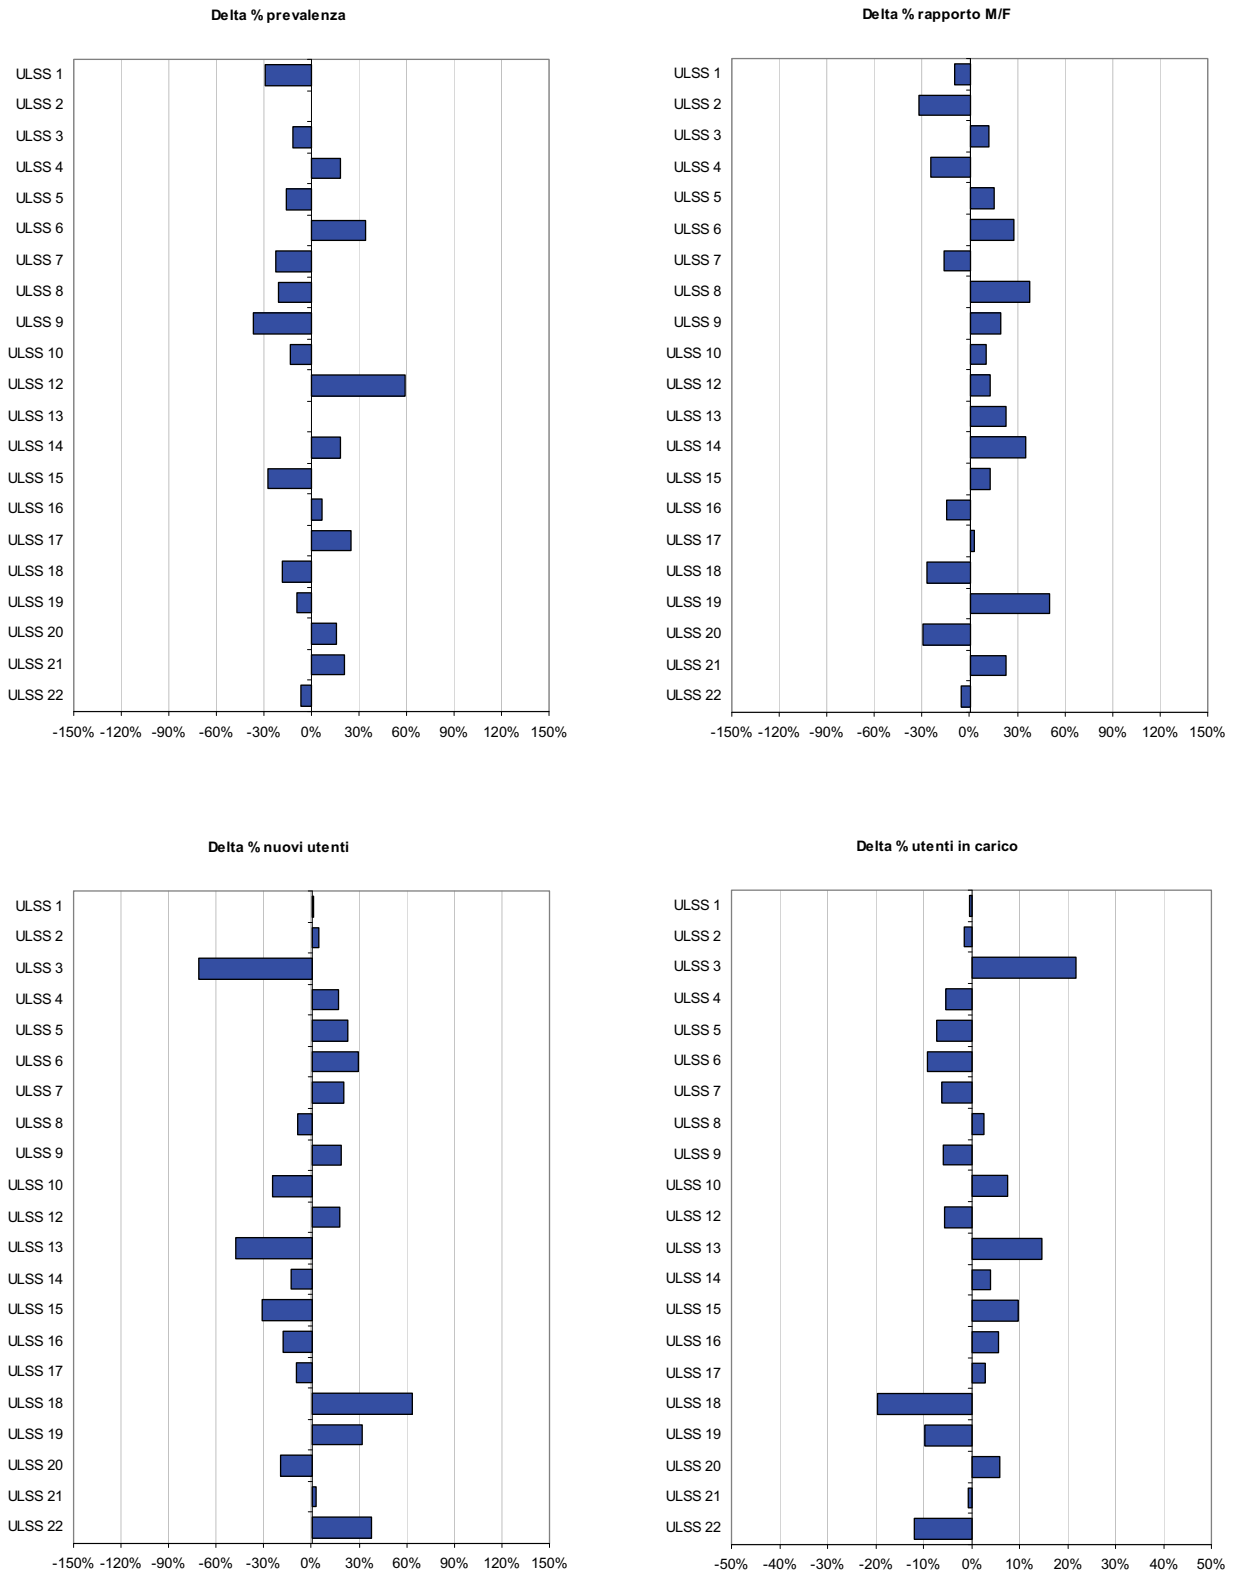 Delta % prevalenza
ULSS 1
ULSS 2
ULSS 3
ULSS 4
ULSS 5
ULSS 6
ULSS 7
ULSS 8
ULSS 9
ULSS 10
ULSS 12
ULSS 13
ULSS 14
ULSS 15
ULSS 16
ULSS 17
ULSS 18
ULSS 19
ULSS 20
ULSS 21
ULSS 22
-150% -120% -90% -60% -30% 0% 30% 60% 90% 120% 150%
Delta % rapporto M/F
ULSS 1
ULSS 2
ULSS 3
ULSS 4
ULSS 5
ULSS 6
ULSS 7
ULSS 8
ULSS 9
ULSS 10
ULSS 12
ULSS 13
ULSS 14
ULSS 15
ULSS 16
ULSS 17
ULSS 18
ULSS 19
ULSS 20
ULSS 21
ULSS 22
-150% -120% -90% -60% -30% 0% 30% 60% 90% 120% 150%
Delta % nuovi utenti
ULSS 1
ULSS 2
ULSS 3
ULSS 4
ULSS 5
ULSS 6
ULSS 7
ULSS 8
ULSS 9
ULSS 10
ULSS 12
ULSS 13
ULSS 14
ULSS 15
ULSS 16
ULSS 17
ULSS 18
ULSS 19
ULSS 20
ULSS 21
ULSS 22
-150% -120% -90% -60% -30% 0% 30% 60% 90% 120% 150%
Delta % utenti in carico
ULSS 1
ULSS 2
ULSS 3
ULSS 4
ULSS 5
ULSS 6
ULSS 7
ULSS 8
ULSS 9
ULSS 10
ULSS 12
ULSS 13
ULSS 14
ULSS 15
ULSS 16
ULSS 17
ULSS 18
ULSS 19
ULSS 20
ULSS 21
ULSS 22
-50% -40% -30% -20% -10% 0% 10% 20% 30% 40% 50%